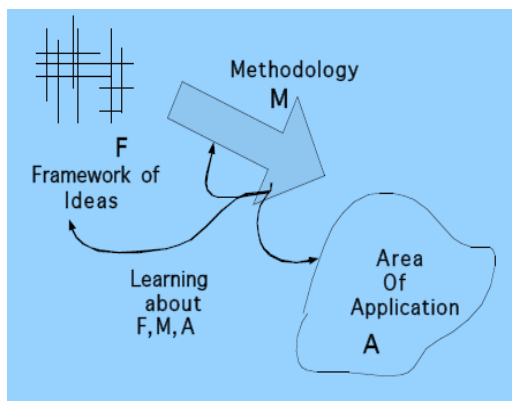 Methodology
M
F
Framework of
Ideas
Learning
about
F, M, A
Area
Of
Application
A